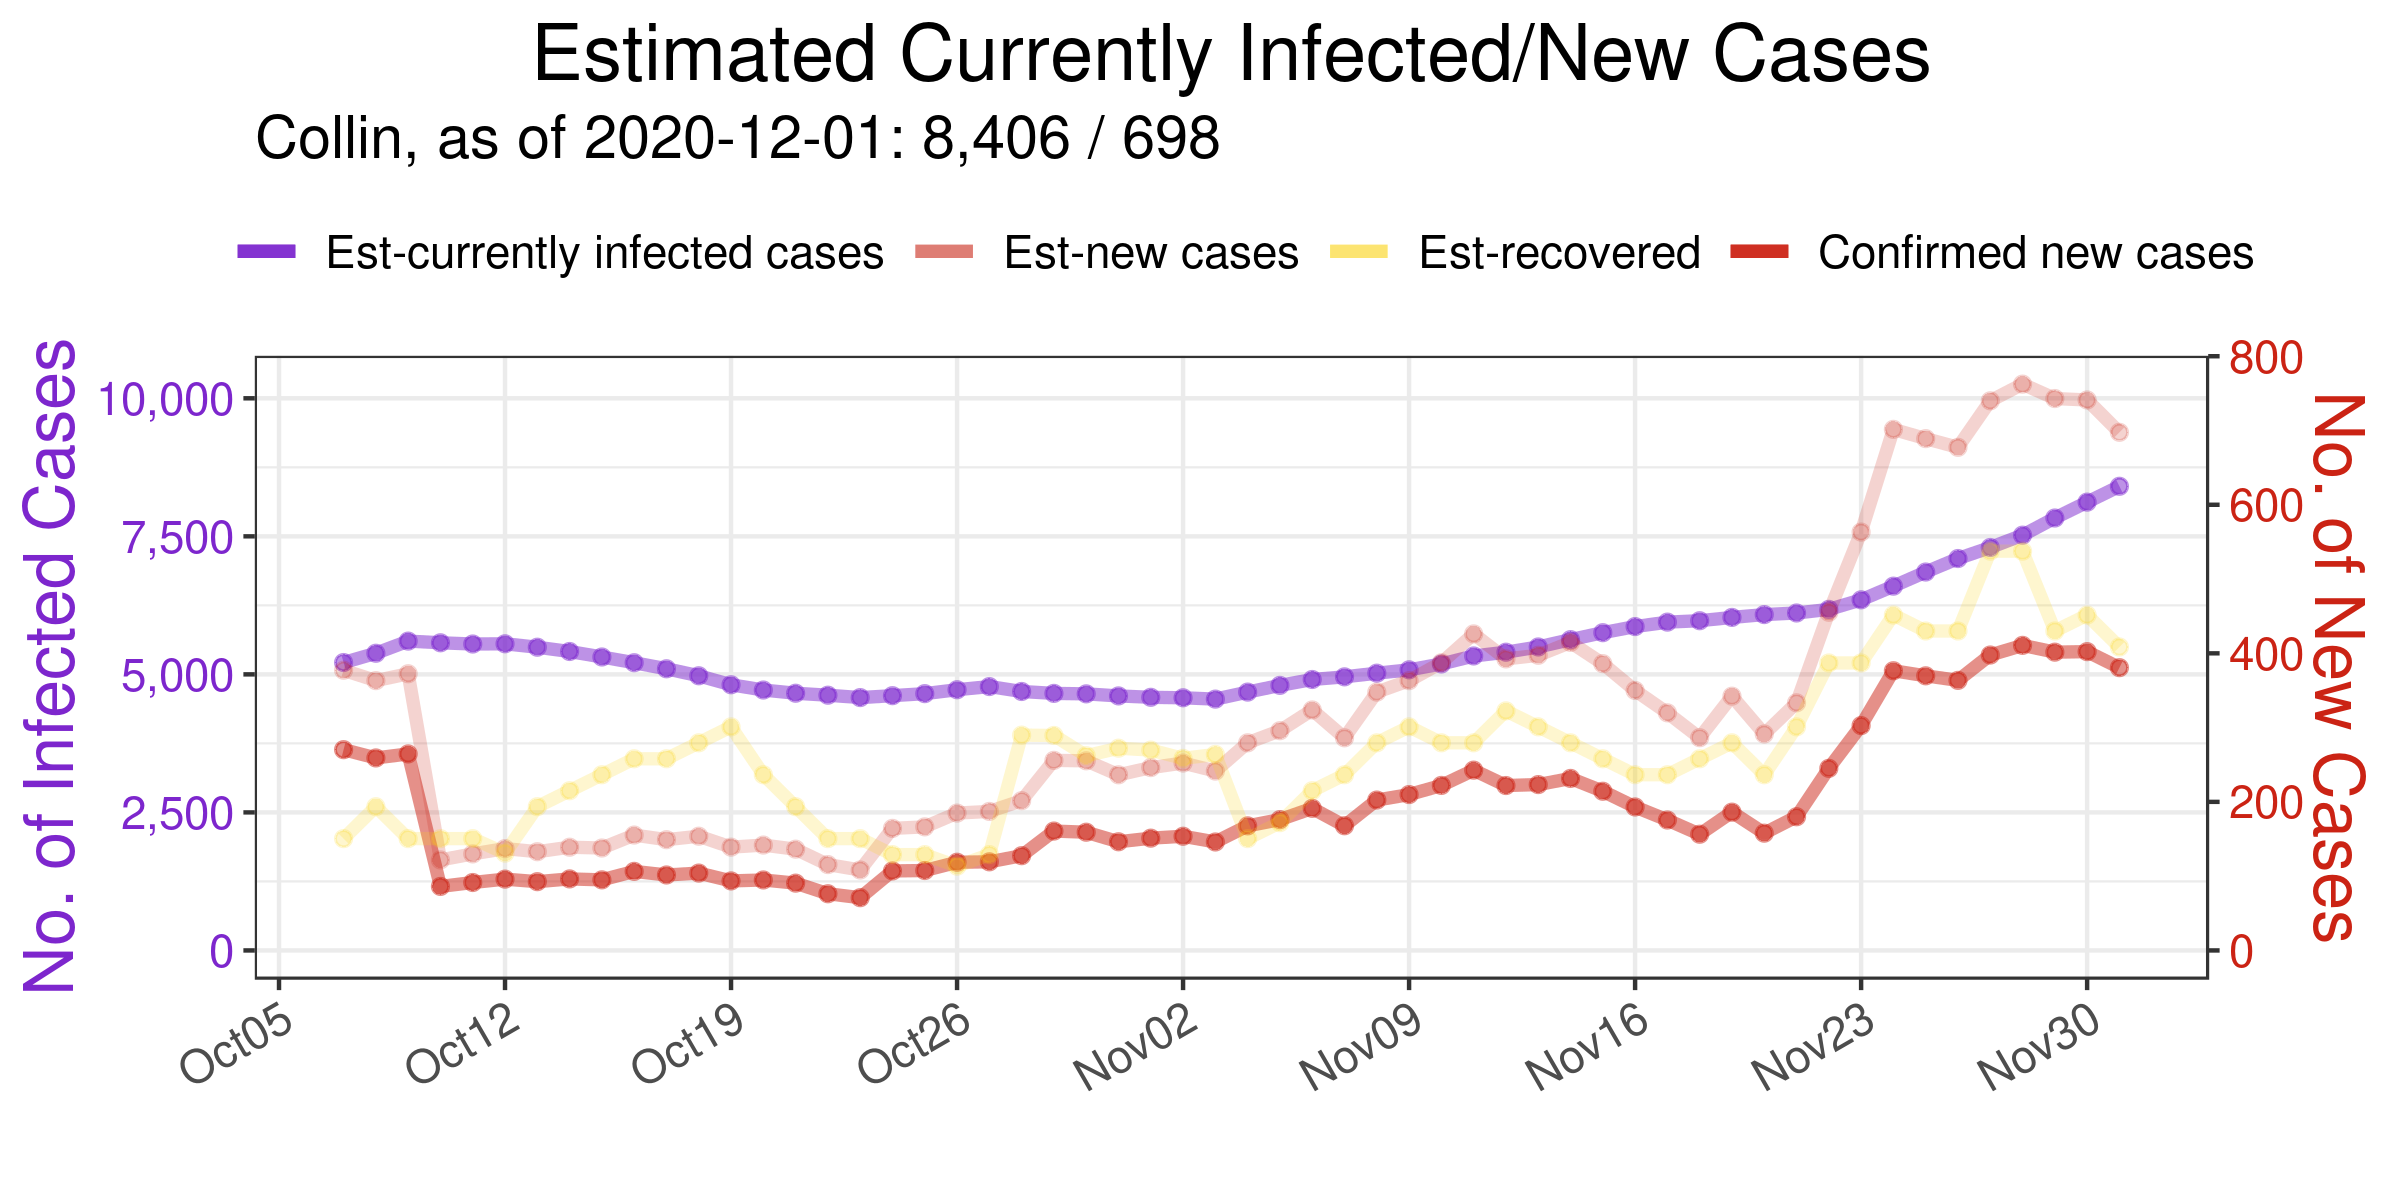 Estimated Currently Infected/New Cases
Collin, as of 2020-12-01: 8,406 / 698
Est-currently infected cases Est-new cases Est-recovered Confirmed new cases
No. of Infected Cases
10,000
7,500
5,000
2,500
0
800
600
400
200
0
No. of New Cases
Oct05 Oct12 Oct19 Oct26 Nov02 Nov09 Nov16 Nov23 Nov30